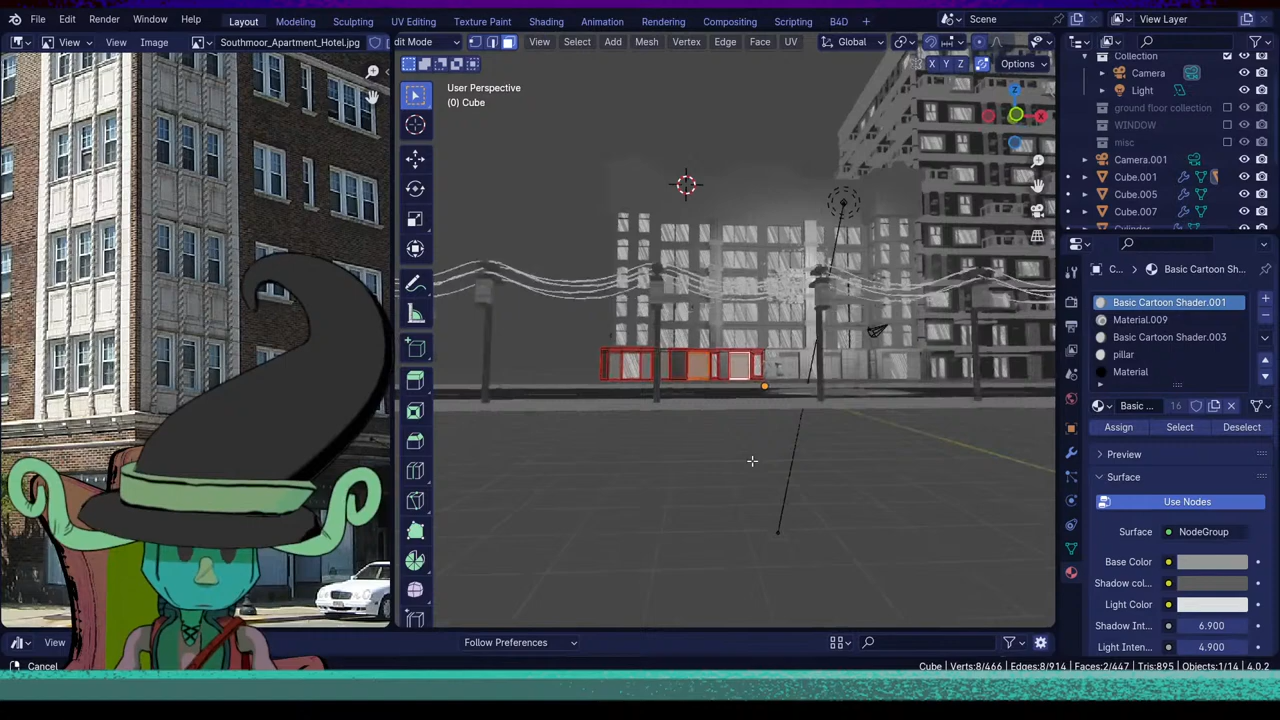 File Edit Render Window Help Layout Modeling Sculpting UV Editing Texture Paint Shading Animation Rendering Compositing Scripting B4D + Scene View Layer
View View Image Southmoor_Apartment_Hotel.jpg
dit Mode View Select Add Mesh Vertex Edge Face UV Global
X Y Z Options
User Perspective
(0) Cube
Z
X
Collection
Camera
Light
ground floor collection
WINDOW
misc
Camera.001
Cube.001
Cube.005
Cube.007
C... Basic Cartoon Sh...
Basic Cartoon Shader.001
Material.009
Basic Cartoon Shader.003
pillar
Material
Basic ... 16
Assign Select Deselect
Preview
Surface
Use Nodes
Surface NodeGroup
Base Color
Shadow col...
Light Color
Shadow Int... 6.900
Light Inten... 4.900
View Follow Preferences
Cancel Cube | Verts:8/466 | Edges:8/914 | Faces:2/447 | Tris:895 | Objects:1/14 | 4.0.2